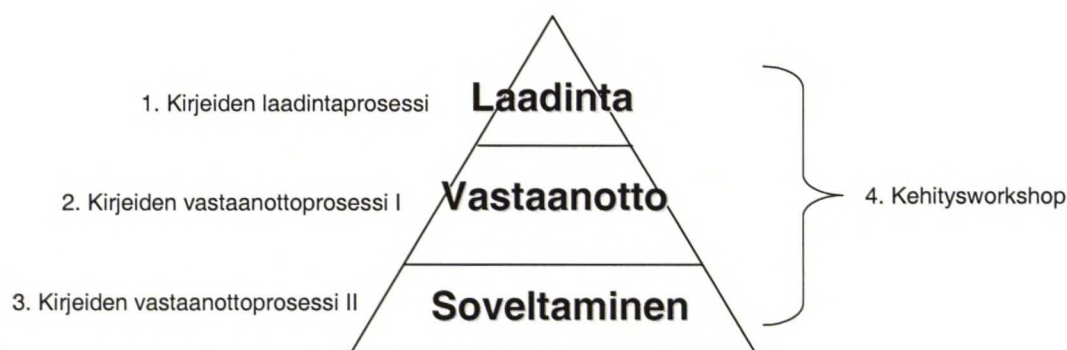 1. Kirjeiden laadintaprosessi
Laadinta
2. Kirjeiden vastaanottoprosessi I
Vastaanotto
4. Kehitysworkshop
3. Kirjeiden vastaanottoprosessi II
Soveltaminen